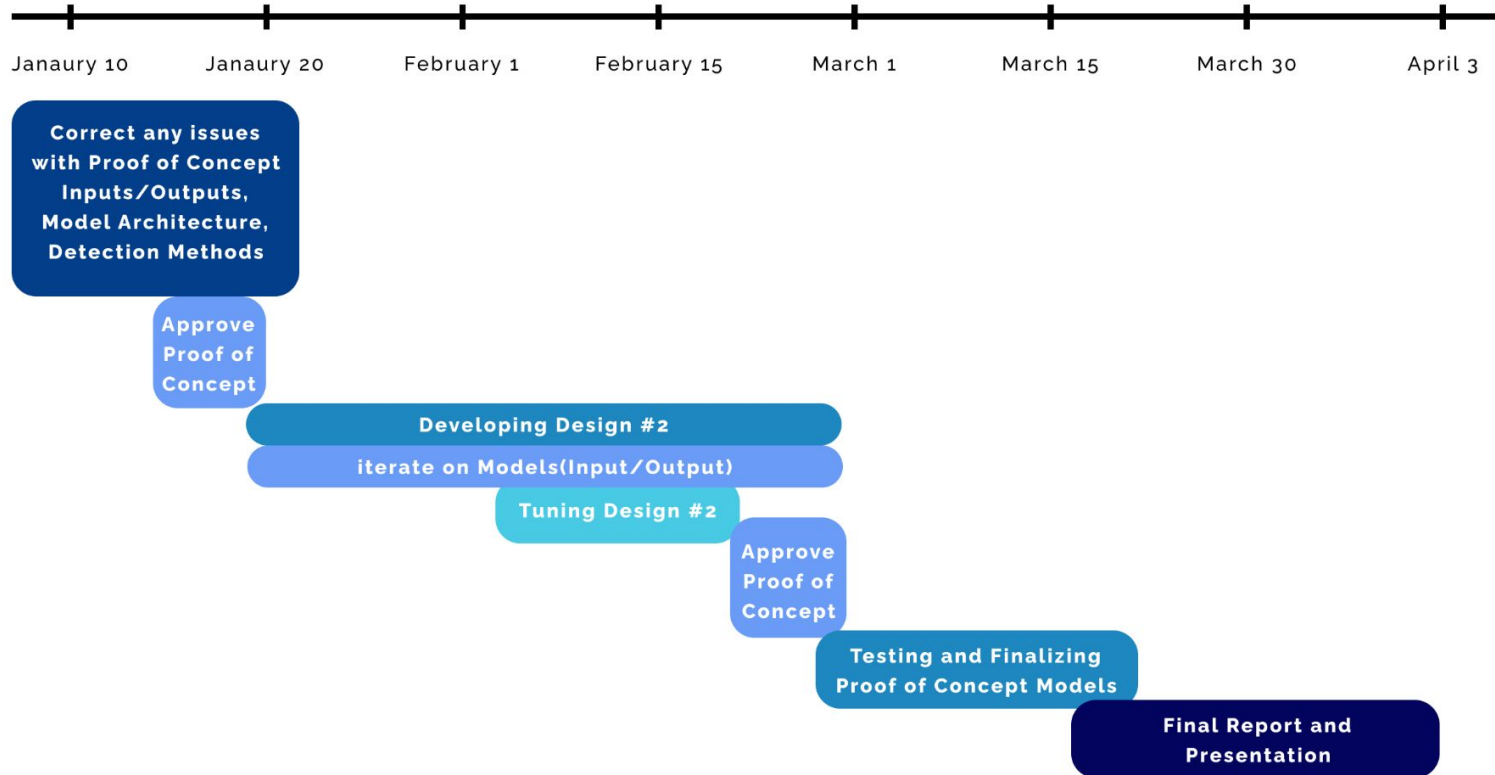 Janaury 10
Janaury 20
February 1
February 15
March 1
March 15
March 30
April 3
Correct any issues
with Proof of Concept
Inputs/Outputs,
Model Architecture,
Detection Methods
Approve
Proof of
Concept
Developing Design #2
iterate on Models(Input/Output)
Tuning Design #2
Approve
Proof of
Concept
Testing and Finalizing
Proof of Concept Models
Final Report and
Presentation